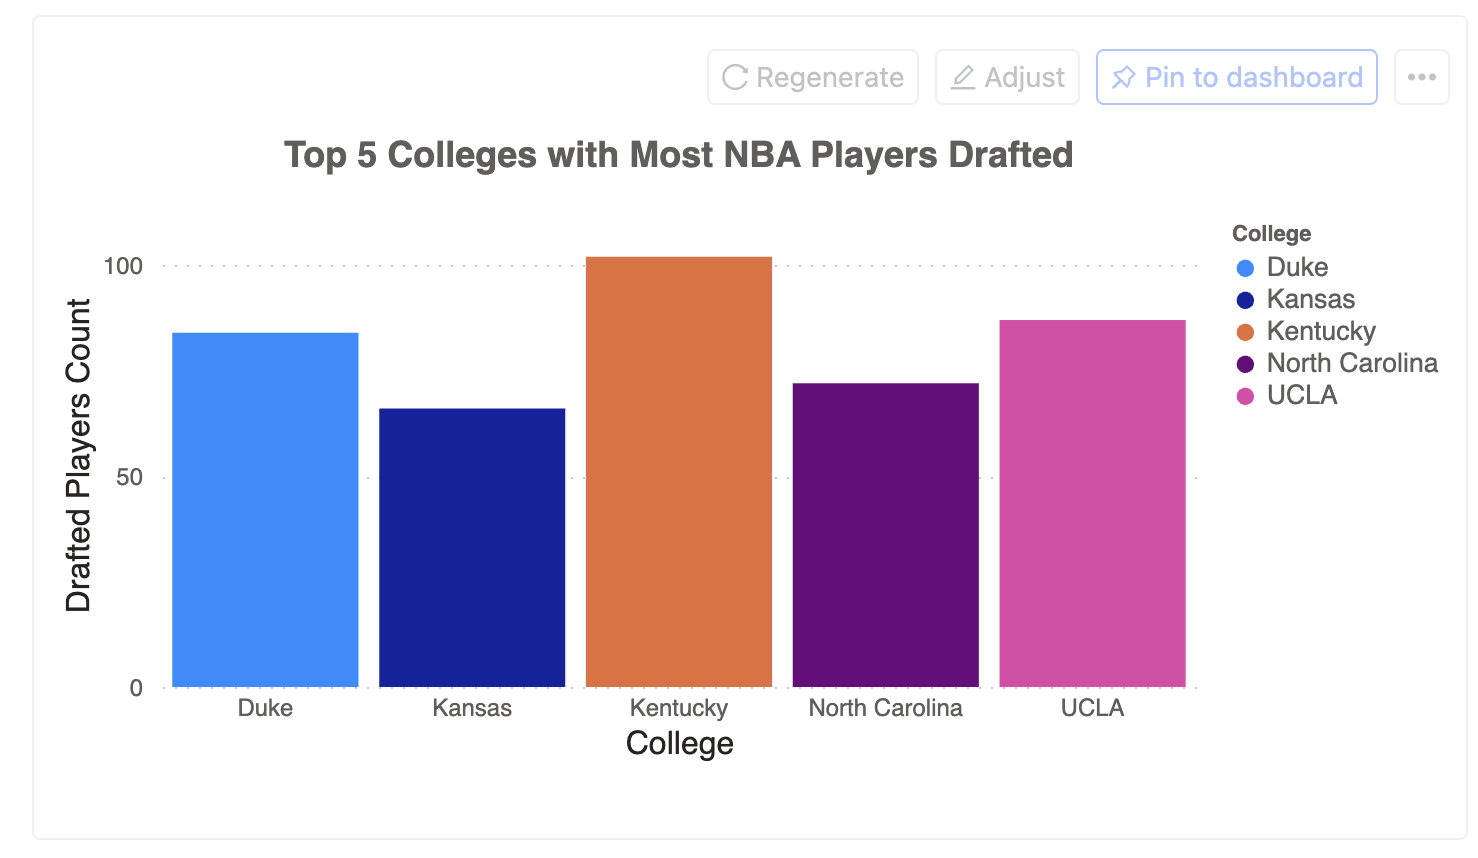 Regenerate Adjust Pin to dashboard
Top 5 Colleges with Most NBA Players Drafted
College
Duke
Kansas
Kentucky
North Carolina
UCLA
Drafted Players Count
100
50
0
Duke Kansas Kentucky North Carolina UCLA
College